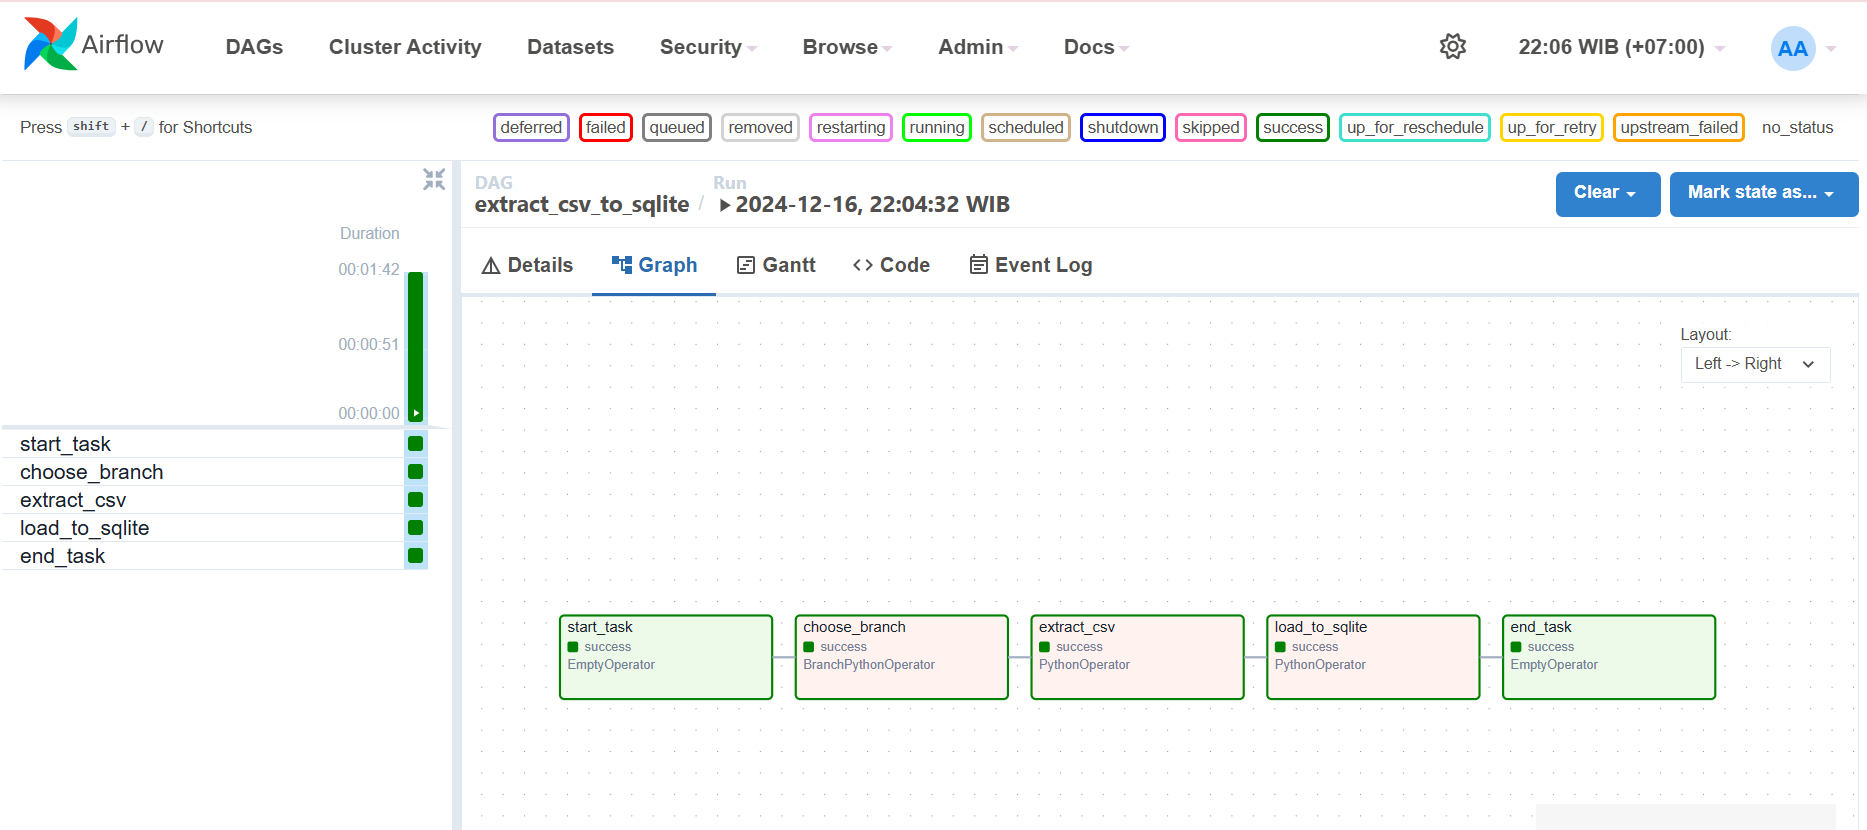 Airflow DAGs Cluster Activity Datasets Security Browse Admin Docs 22:06 WIB (+07:00) AA
Press shift + / for Shortcuts deferred failed queued removed restarting running scheduled shutdown skipped success up_for_reschedule up_for_retry upstream_failed no_status
DAG Run
extract_csv_to_sqlite / 2024-12-16, 22:04:32 WIB
Clear Mark state as...
Duration
00:01:42
00:00:51
00:00:00
start_task
choose_branch
extract_csv
load_to_sqlite
end_task
Details Graph Gantt Code Event Log
Layout:
Left -> Right
start_task
success
EmptyOperator
choose_branch
success
BranchPythonOperator
extract_csv
success
PythonOperator
load_to_sqlite
success
PythonOperator
end_task
success
EmptyOperator